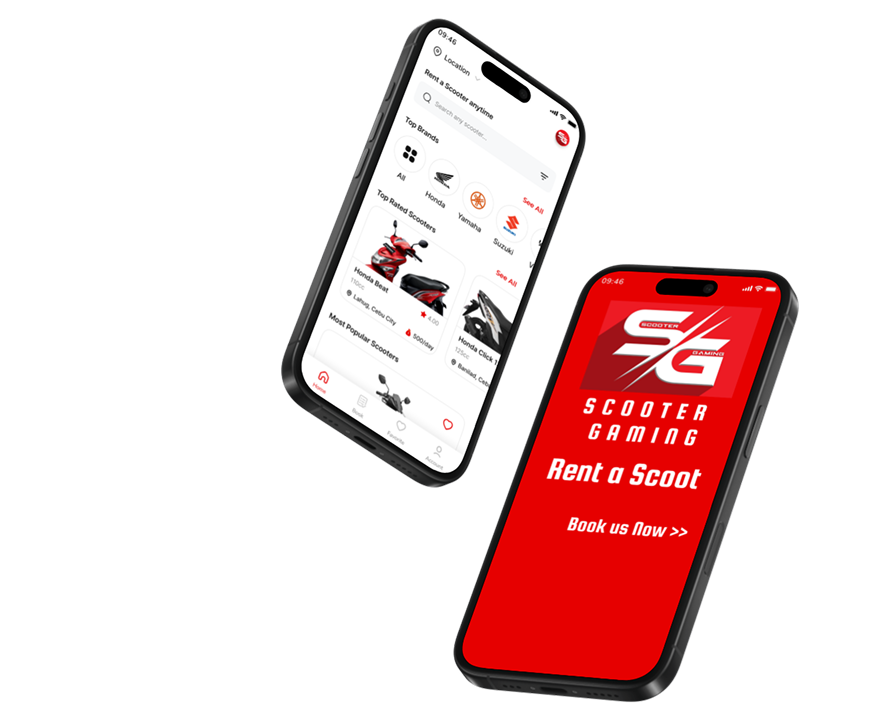 09:46
Location
Rent a Scooter anytime
Search any scooter...
Top Brands
See All
All
Honda
Yamaha
Suzuki
Top Rated Scooters
See All
Honda Beat
110cc
4.00
Lahug, Cebu City
500/day
Honda Click 1
125cc
Banilad, Cebu
Most Popular Scooters
Home
Book
Favorite
Account
09:46
SG
SCOOTER
GAMING
SCOOTER
GAMING
Rent a Scoot
Book us Now >>